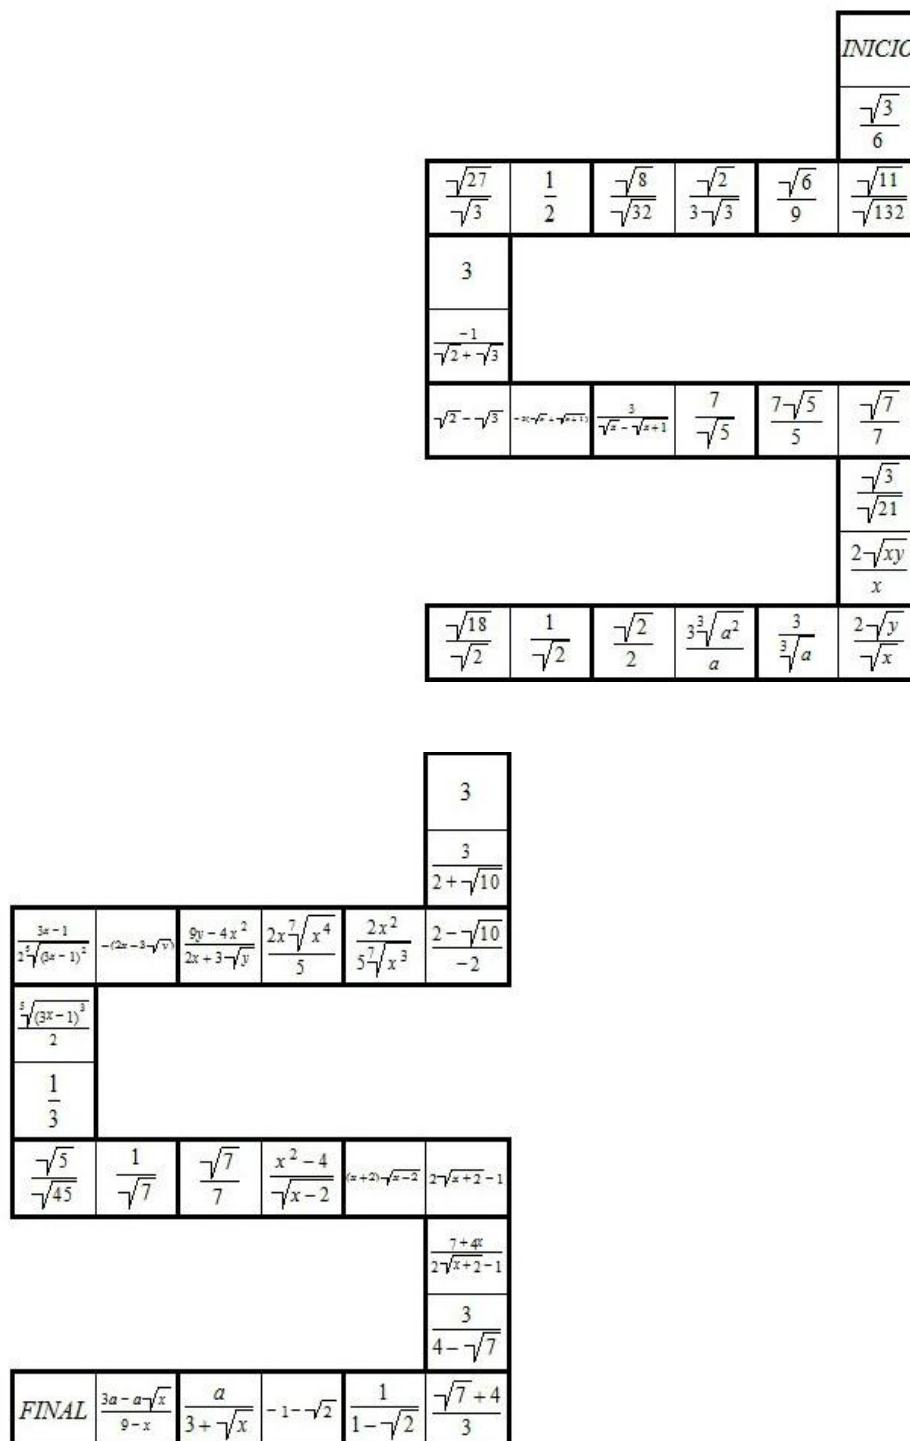 INICIO
√3/6
√27/√3 1/2 √8/√32 √2/3√3 √6/9 √11/√132
3
-1/(√2+√3)
√2-√3 -3(√x+√x+1) 3/(√x-√x+1) 7/√5 7√5/5 √7/7
√3/√21
2√xy/x
√18/√2 1/√2 √2/2 3∛a²/a 3/∛a 2√y/√x
3
3/(2+√10)
3x-1/2⁵√(3x-1)² -(2x-3√y) 9y-4x²/2x+3√y 2x⁷√x⁴/5 2x²/5⁷√x³ 2-√10/-2
⁵√(3x-1)³/2
1/3
√5/√45 1/√7 √7/7 x²-4/√x-2 (x+2)√x-2 2√x+2-1
7+4x/2√x+2-1
3/4-√7
FINAL 3a-a√x/9-x a/3+√x -1-√2 1/1-√2 √7+4/3